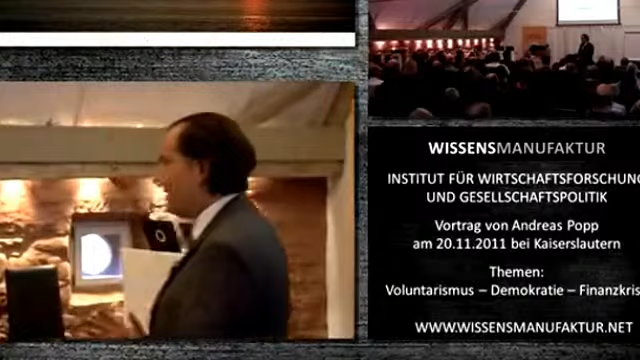 WISSENSMANUFAKTUR
INSTITUT FÜR WIRTSCHAFTSFORSCHUNG
UND GESELLSCHAFTSPOLITIK
Vortrag von Andreas Popp
am 20.11.2011 bei Kaiserslautern
Themen:
Voluntarismus – Demokratie – Finanzkris
WWW.WISSENSMANUFAKTUR.NET